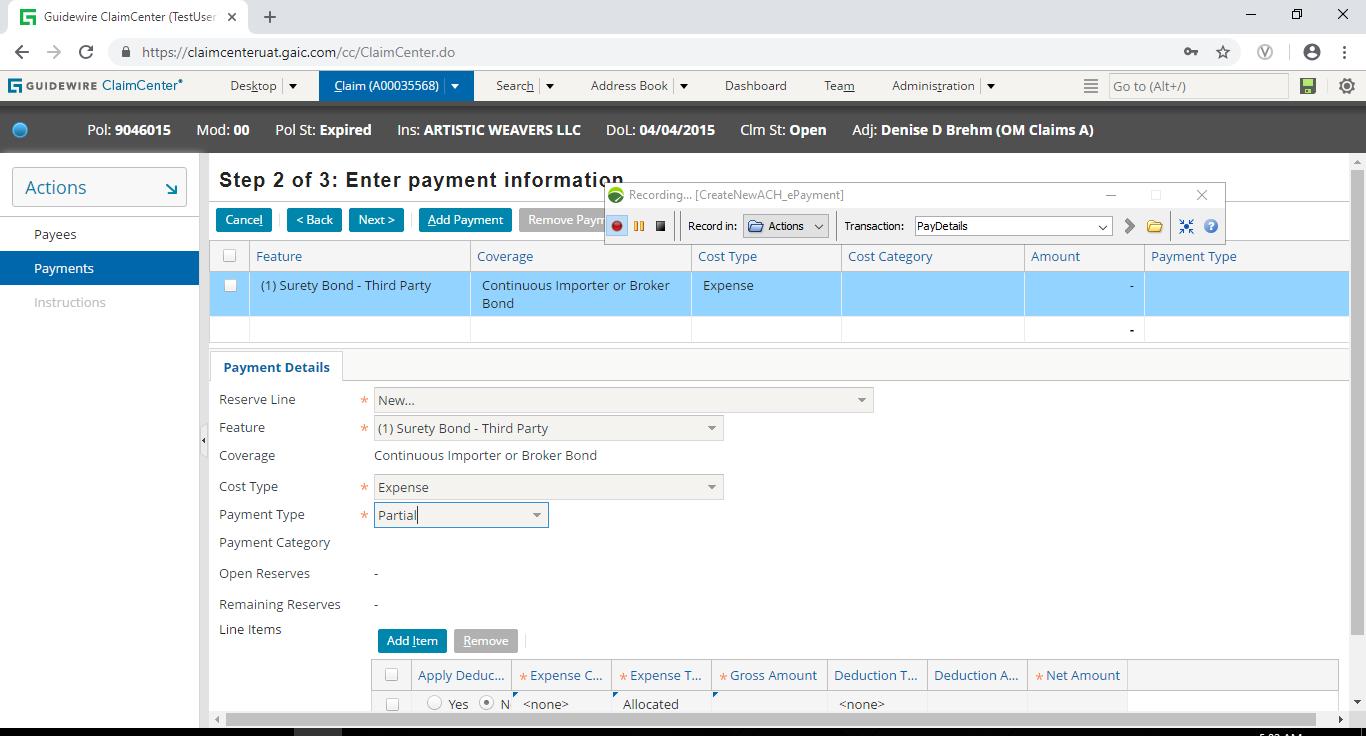 Guidewire ClaimCenter (TestUser
https://claimcenteruat.gaic.com/cc/ClaimCenter.do
GUIDEWIRE ClaimCenter® Desktop Claim (A00035568) Search Address Book Dashboard Team Administration Go to (Alt+/)
Pol: 9046015 Mod: 00 Pol St: Expired Ins: ARTISTIC WEAVERS LLC DoL: 04/04/2015 Clm St: Open Adj: Denise D Brehm (OM Claims A)
Actions
Payees
Payments
Instructions
Step 2 of 3: Enter payment information
Recording... [CreateNewACH_ePayment]
Record in: Actions Transaction: PayDetails
Cancel < Back Next > Add Payment Remove Paym
Feature Coverage Cost Type Cost Category Amount Payment Type
(1) Surety Bond - Third Party Continuous Importer or Broker Expense -
Bond
-
Payment Details
Reserve Line * New...
Feature * (1) Surety Bond - Third Party
Coverage Continuous Importer or Broker Bond
Cost Type * Expense
Payment Type * Partial
Payment Category
Open Reserves -
Remaining Reserves -
Line Items
Add Item Remove
Apply Deduc... * Expense C... * Expense T... * Gross Amount Deduction T... Deduction A... * Net Amount
Yes N <none> Allocated <none>